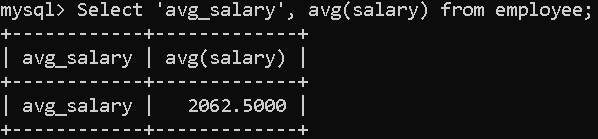 mysql> Select 'avg_salary', avg(salary) from employee;
+------------+-------------+
| avg_salary | avg(salary) |
+------------+-------------+
| avg_salary |   2062.5000 |
+------------+-------------+